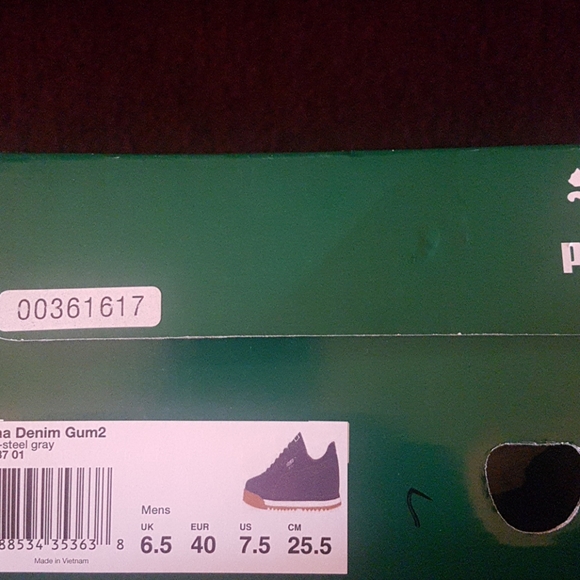 00361617
na Denim Gum2
-steel gray
37 01
Mens
UK EUR US CM
6.5 40 7.5 25.5
88534 35363 8
Made in Vietnam